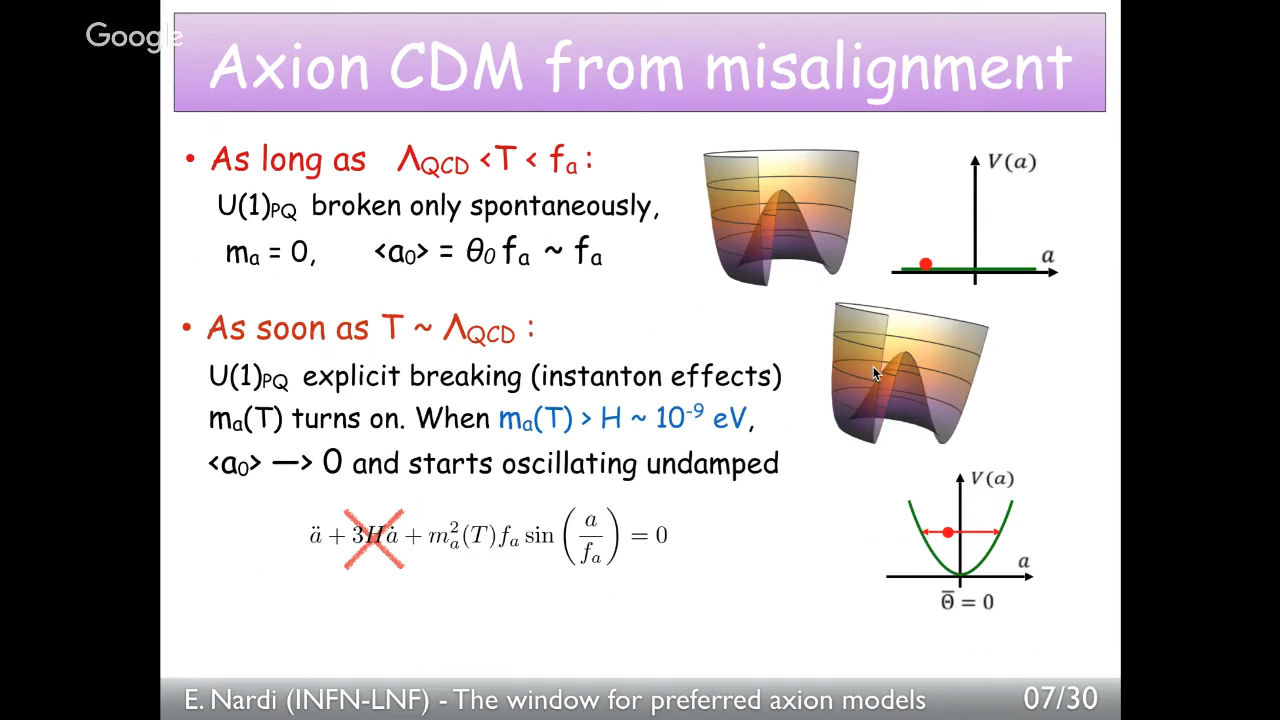 Google
Axion CDM from misalignment
• As long as Λ_QCD < T < f_a :
U(1)_PQ broken only spontaneously,
m_a = 0, <a_0> = θ_0 f_a ~ f_a
V(a)
a
• As soon as T ~ Λ_QCD :
U(1)_PQ explicit breaking (instanton effects)
m_a(T) turns on. When m_a(T) > H ~ 10^-9 eV,
<a_0> —> 0 and starts oscillating undamped
ä + 3Hȧ + m_a^2(T) f_a sin (a / f_a) = 0
V(a)
a
Θ̅ = 0
E. Nardi (INFN-LNF) - The window for preferred axion models 07/30